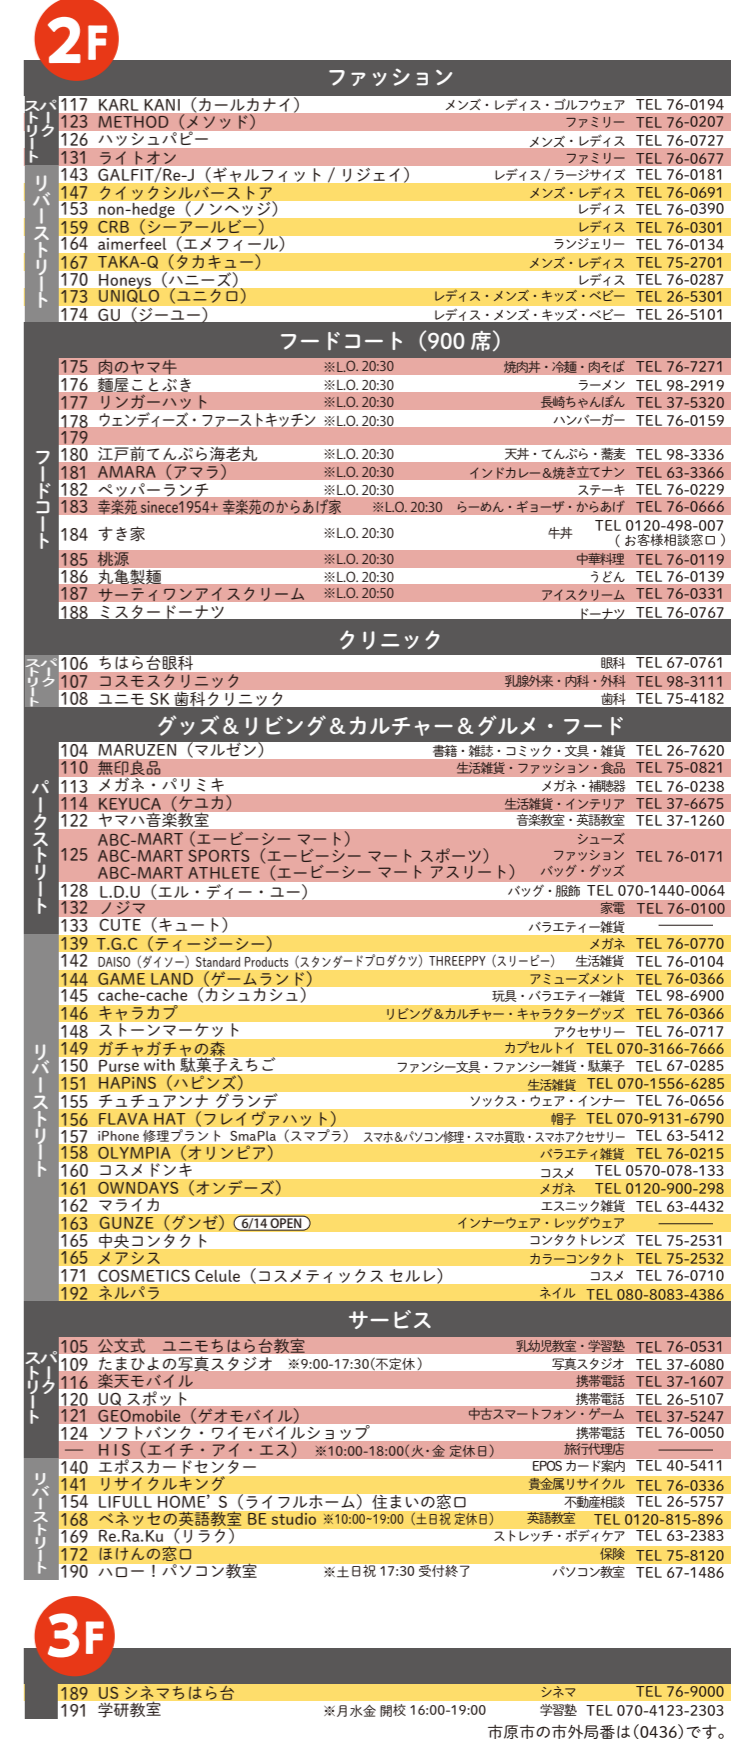 2F
ファッション
パークストリート
117 KARL KANI（カールカナイ） メンズ・レディス・ゴルフウェア TEL 76-0194
123 METHOD（メソッド） ファミリー TEL 76-0207
126 ハッシュパピー メンズ・レディス TEL 76-0727
131 ライトオン ファミリー TEL 76-0677
リバーストリート
143 GALFIT/Re-J（ギャルフィット / リジェイ） レディス / ラージサイズ TEL 76-0181
147 クイックシルバーストア メンズ・レディス TEL 76-0691
153 non-hedge（ノンヘッジ） レディス TEL 76-0390
159 CRB（シーアールビー） レディス TEL 76-0301
164 aimerfeel（エメフィール） ランジェリー TEL 76-0134
167 TAKA-Q（タカキュー） メンズ・レディス TEL 75-2701
170 Honeys（ハニーズ） レディス TEL 76-0287
173 UNIQLO（ユニクロ） レディス・メンズ・キッズ・ベビー TEL 26-5301
174 GU（ジーユー） レディス・メンズ・キッズ・ベビー TEL 26-5101
フードコート（900 席）
フードコート
175 肉のヤマ牛 ※L.O. 20:30 焼肉丼・冷麺・肉そば TEL 76-7271
176 麺屋ことぶき ※L.O. 20:30 ラーメン TEL 98-2919
177 リンガーハット ※L.O. 20:30 長崎ちゃんぽん TEL 37-5320
178 ウェンディーズ・ファーストキッチン ※L.O. 20:30 ハンバーガー TEL 76-0159
179
180 江戸前てんぷら海老丸 ※L.O. 20:30 天丼・てんぷら・蕎麦 TEL 98-3336
181 AMARA（アマラ） ※L.O. 20:30 インドカレー＆焼き立てナン TEL 63-3366
182 ペッパーランチ ※L.O. 20:30 ステーキ TEL 76-0229
183 幸楽苑 sinece1954+ 幸楽苑のからあげ家 ※L.O. 20:30 らーめん・ギョーザ・からあげ TEL 76-0666
184 すき家 ※L.O. 20:30 牛丼 TEL 0120-498-007
（お客様相談窓口）
185 桃源 ※L.O. 20:30 中華料理 TEL 76-0119
186 丸亀製麺 ※L.O. 20:30 うどん TEL 76-0139
187 サーティワンアイスクリーム ※L.O. 20:50 アイスクリーム TEL 76-0331
188 ミスタードーナツ ドーナツ TEL 76-0767
クリニック
パークストリート
106 ちはら台眼科 眼科 TEL 67-0761
107 コスモスクリニック 乳腺外来・内科・外科 TEL 98-3111
108 ユニモ SK 歯科クリニック 歯科 TEL 75-4182
グッズ＆リビング＆カルチャー＆グルメ・フード
パークストリート
104 MARUZEN（マルゼン） 書籍・雑誌・コミック・文具・雑貨 TEL 26-7620
110 無印良品 生活雑貨・ファッション・食品 TEL 75-0821
113 メガネ・パリミキ メガネ・補聴器 TEL 76-0238
114 KEYUCA（ケユカ） 生活雑貨・インテリア TEL 37-6675
122 ヤマハ音楽教室 音楽教室・英語教室 TEL 37-1260
ABC-MART（エービーシー マート） シューズ
125 ABC-MART SPORTS（エービーシー マート スポーツ） ファッション TEL 76-0171
ABC-MART ATHLETE（エービーシー マート アスリート） バッグ・グッズ
128 L.D.U（エル・ディー・ユー） バッグ・服飾 TEL 070-1440-0064
132 ノジマ 家電 TEL 76-0100
133 CUTE（キュート） バラエティー雑貨 ―――
リバーストリート
139 T.G.C（ティージーシー） メガネ TEL 76-0770
142 DAISO（ダイソー）Standard Products（スタンダードプロダクツ）THREEPPY（スリーピー） 生活雑貨 TEL 76-0104
144 GAME LAND（ゲームランド） アミューズメント TEL 76-0366
145 cache-cache（カシュカシュ） 玩具・バラエティー雑貨 TEL 98-6900
146 キャラカプ リビング＆カルチャー・キャラクターグッズ TEL 76-0366
148 ストーンマーケット アクセサリー TEL 76-0717
149 ガチャガチャの森 カプセルトイ TEL 070-3166-7666
150 Purse with 駄菓子えちご ファンシー文具・ファンシー雑貨・駄菓子 TEL 67-0285
151 HAPiNS（ハピンズ） 生活雑貨 TEL 070-1556-6285
155 チュチュアンナ グランデ ソックス・ウェア・インナー TEL 76-0656
156 FLAVA HAT（フレイヴァハット） 帽子 TEL 070-9131-6790
157 iPhone 修理プラント SmaPla（スマプラ） スマホ＆パソコン修理・スマホ買取・スマホアクセサリー TEL 63-5412
158 OLYMPIA（オリンピア） バラエティ雑貨 TEL 76-0215
160 コスメドンキ コスメ TEL 0570-078-133
161 OWNDAYS（オンデーズ） メガネ TEL 0120-900-298
162 マライカ エスニック雑貨 TEL 63-4432
163 GUNZE（グンゼ） 6/14 OPEN インナーウェア・レッグウェア ―――
165 中央コンタクト コンタクトレンズ TEL 75-2531
165 メアシス カラーコンタクト TEL 75-2532
171 COSMETICS Celule（コスメティックス セルレ） コスメ TEL 76-0710
192 ネルパラ ネイル TEL 080-8083-4386
サービス
パークストリート
105 公文式 ユニモちはら台教室 乳幼児教室・学習塾 TEL 76-0531
109 たまひよの写真スタジオ ※9:00-17:30（不定休） 写真スタジオ TEL 37-6080
116 楽天モバイル 携帯電話 TEL 37-1607
120 UQ スポット 携帯電話 TEL 26-5107
121 GEOmobile（ゲオモバイル） 中古スマートフォン・ゲーム TEL 37-5247
124 ソフトバンク・ワイモバイルショップ 携帯電話 TEL 76-0050
― HIS（エイチ・アイ・エス） ※10:00-18:00（火・金 定休日） 旅行代理店 ―――
リバーストリート
140 エポスカードセンター EPOS カード案内 TEL 40-5411
141 リサイクルキング 貴金属リサイクル TEL 76-0336
154 LIFULL HOME'S（ライフルホーム）住まいの窓口 不動産相談 TEL 26-5757
168 ベネッセの英語教室 BE studio ※10:00-19:00（土日祝 定休日） 英語教室 TEL 0120-815-896
169 Re.Ra.Ku（リラク） ストレッチ・ボディケア TEL 63-2383
172 ほけんの窓口 保険 TEL 75-8120
190 ハロー！パソコン教室 ※土日祝 17:30 受付終了 パソコン教室 TEL 67-1486
3F
189 US シネマちはら台 シネマ TEL 76-9000
191 学研教室 ※月水金 開校 16:00-19:00 学習塾 TEL 070-4123-2303
市原市の市外局番は（0436）です。